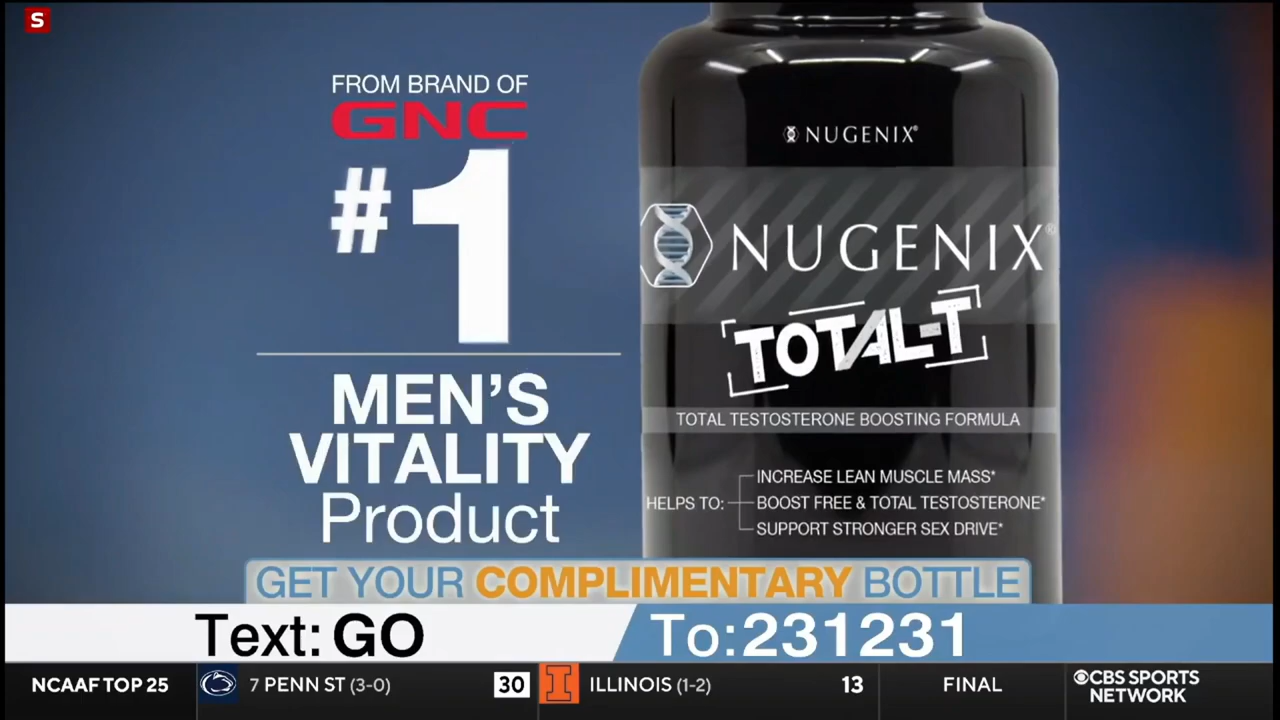 S
FROM BRAND OF
GNC
#1
MEN'S
VITALITY
Product
NUGENIX®
NUGENIX®
TOTAL-T
TOTAL TESTOSTERONE BOOSTING FORMULA
HELPS TO:
INCREASE LEAN MUSCLE MASS*
BOOST FREE & TOTAL TESTOSTERONE*
SUPPORT STRONGER SEX DRIVE*
GET YOUR COMPLIMENTARY BOTTLE
Text: GO To:231231
NCAAF TOP 25 7 PENN ST (3-0) 30 I ILLINOIS (1-2) 13 FINAL CBS SPORTS
NETWORK